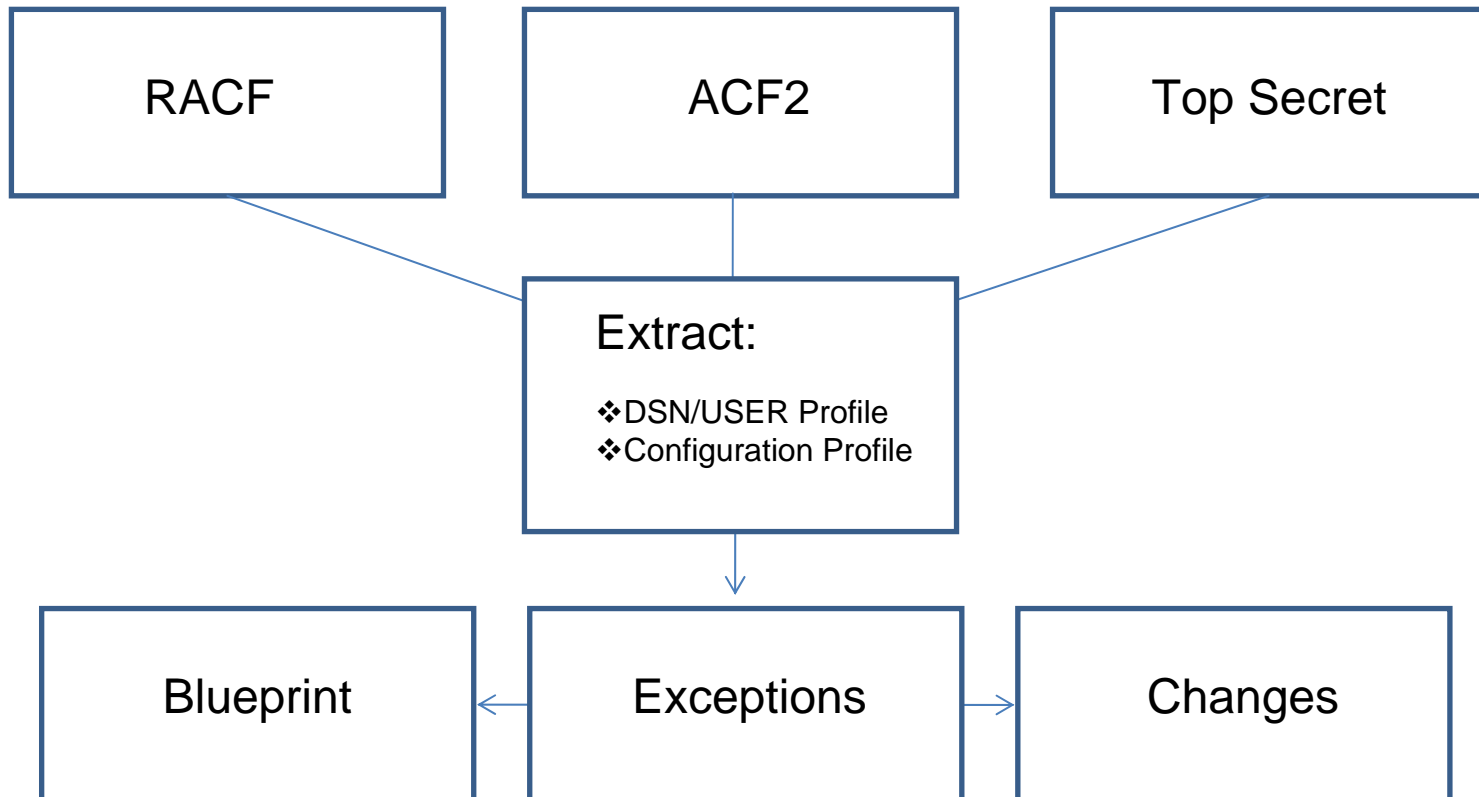 RACF
ACF2
Top Secret
Extract:
❖DSN/USER Profile
❖Configuration Profile
Blueprint
Exceptions
Changes